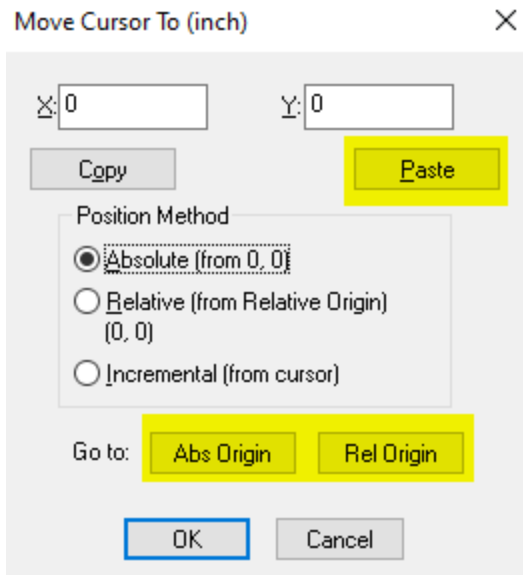 Move Cursor To (inch)
X: 0 Y: 0
Copy Paste
Position Method
Absolute (from 0, 0)
Relative (from Relative Origin)
(0, 0)
Incremental (from cursor)
Go to: Abs Origin Rel Origin
OK Cancel